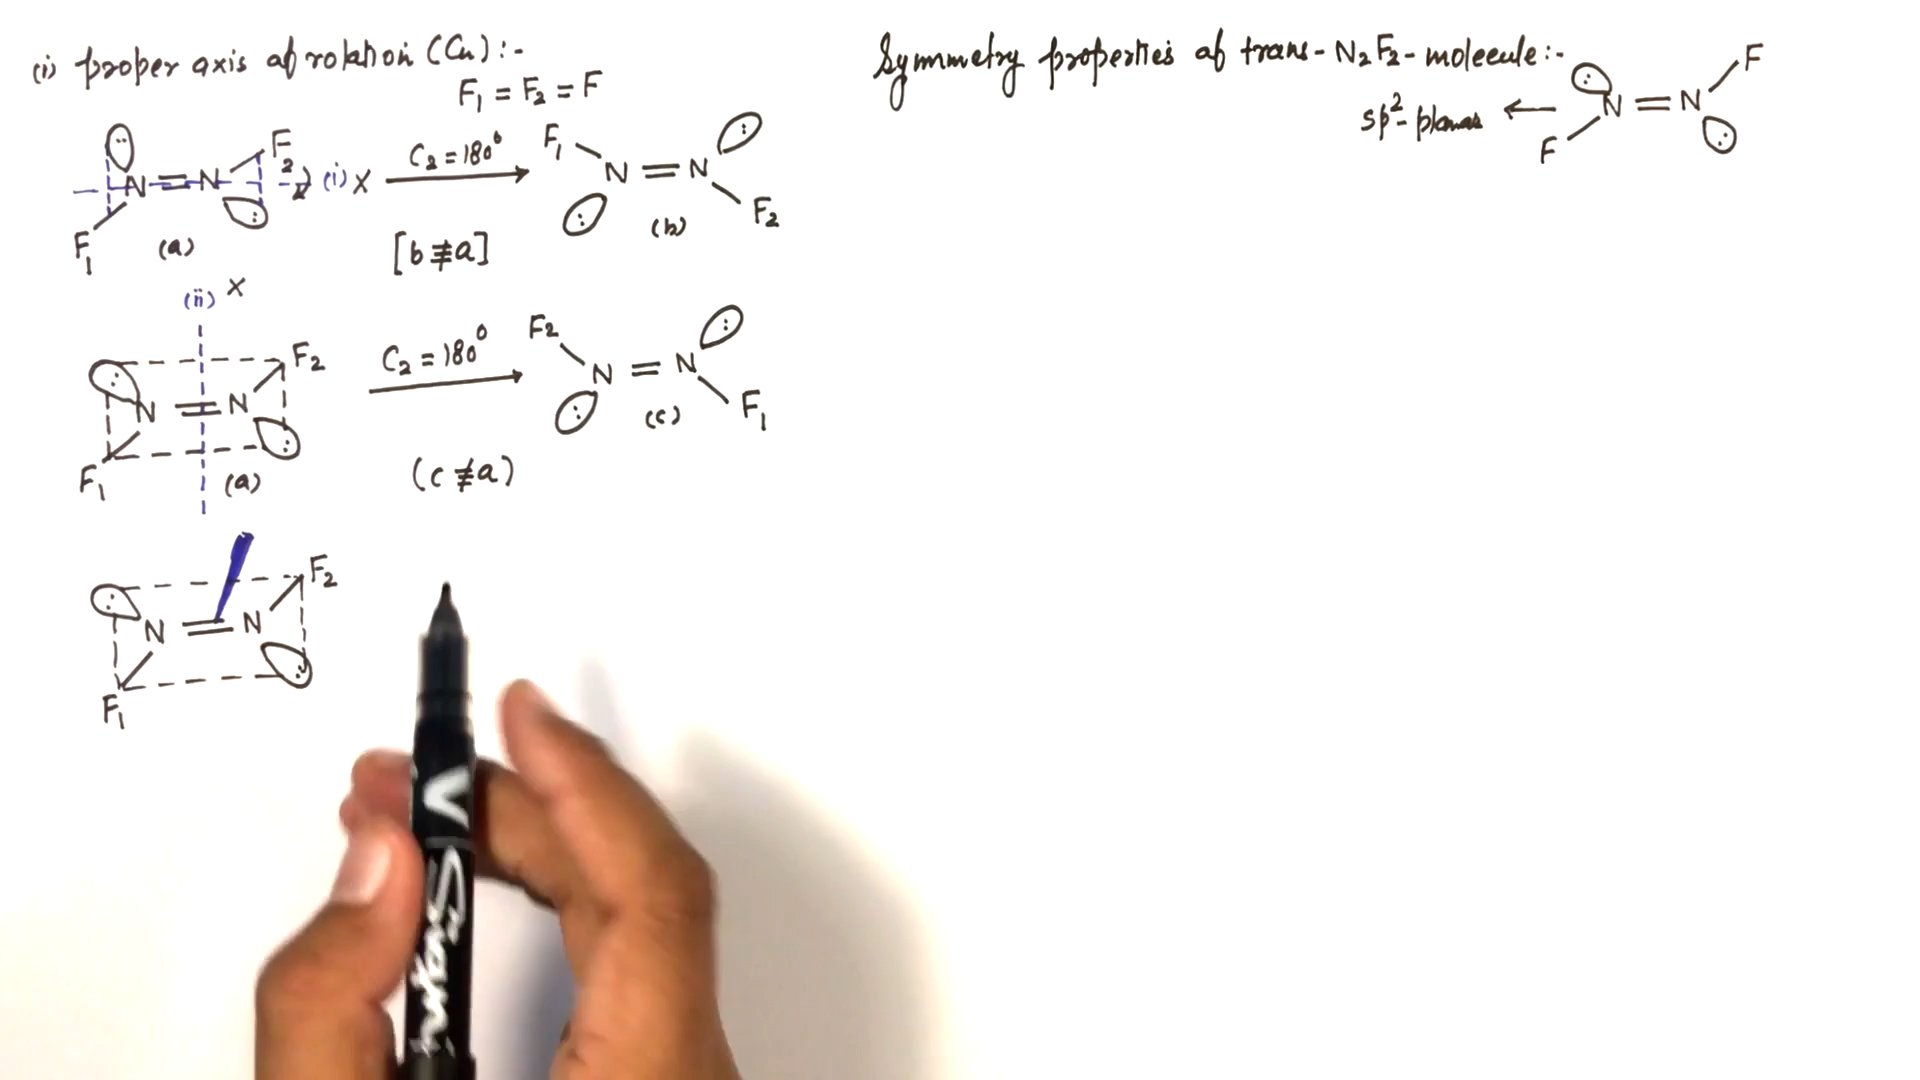 (i) proper axis of rotation (Cn):-
F1 = F2 = F
F2
N = N
F1
(a)
(i) X
C2 = 180°
F1
N = N
F2
(b)
[b ≢ a]
(ii) X
F2
N = N
F1
(a)
C2 = 180°
F2
N = N
F1
(c)
(c ≢ a)
F2
N = N
F1
Symmetry properties of trans-N2F2-molecule:-
F
N = N
F
sp2-planar ←
V Sign